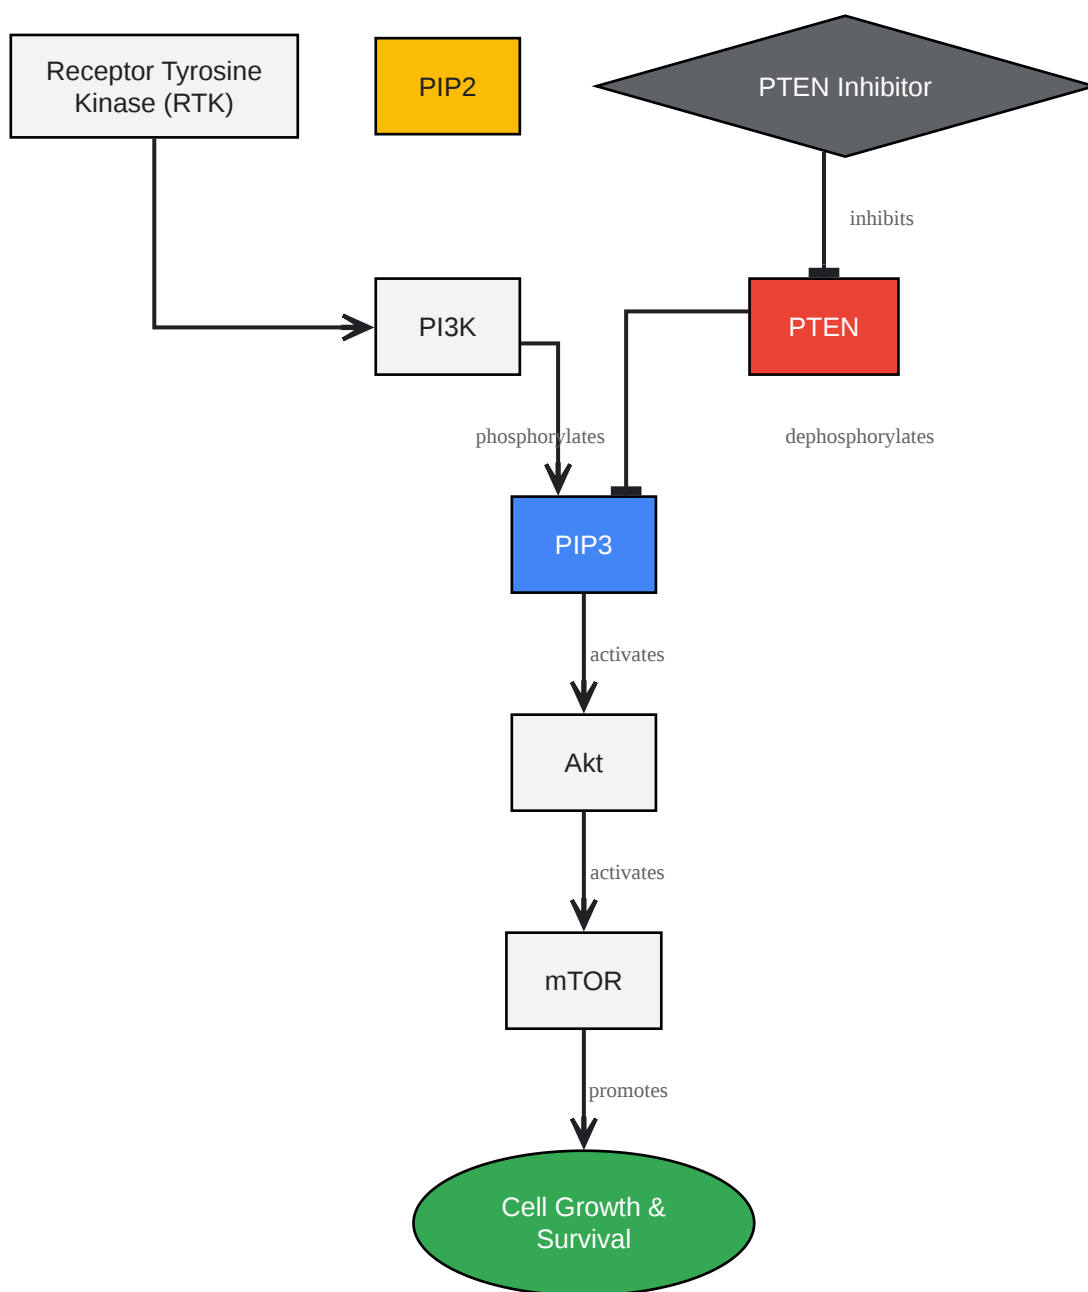 Receptor Tyrosine
Kinase (RTK)
PIP2
PTEN Inhibitor
inhibits
PI3K
PTEN
phosphorylates
dephosphorylates
PIP3
activates
Akt
activates
mTOR
promotes
Cell Growth &
Survival